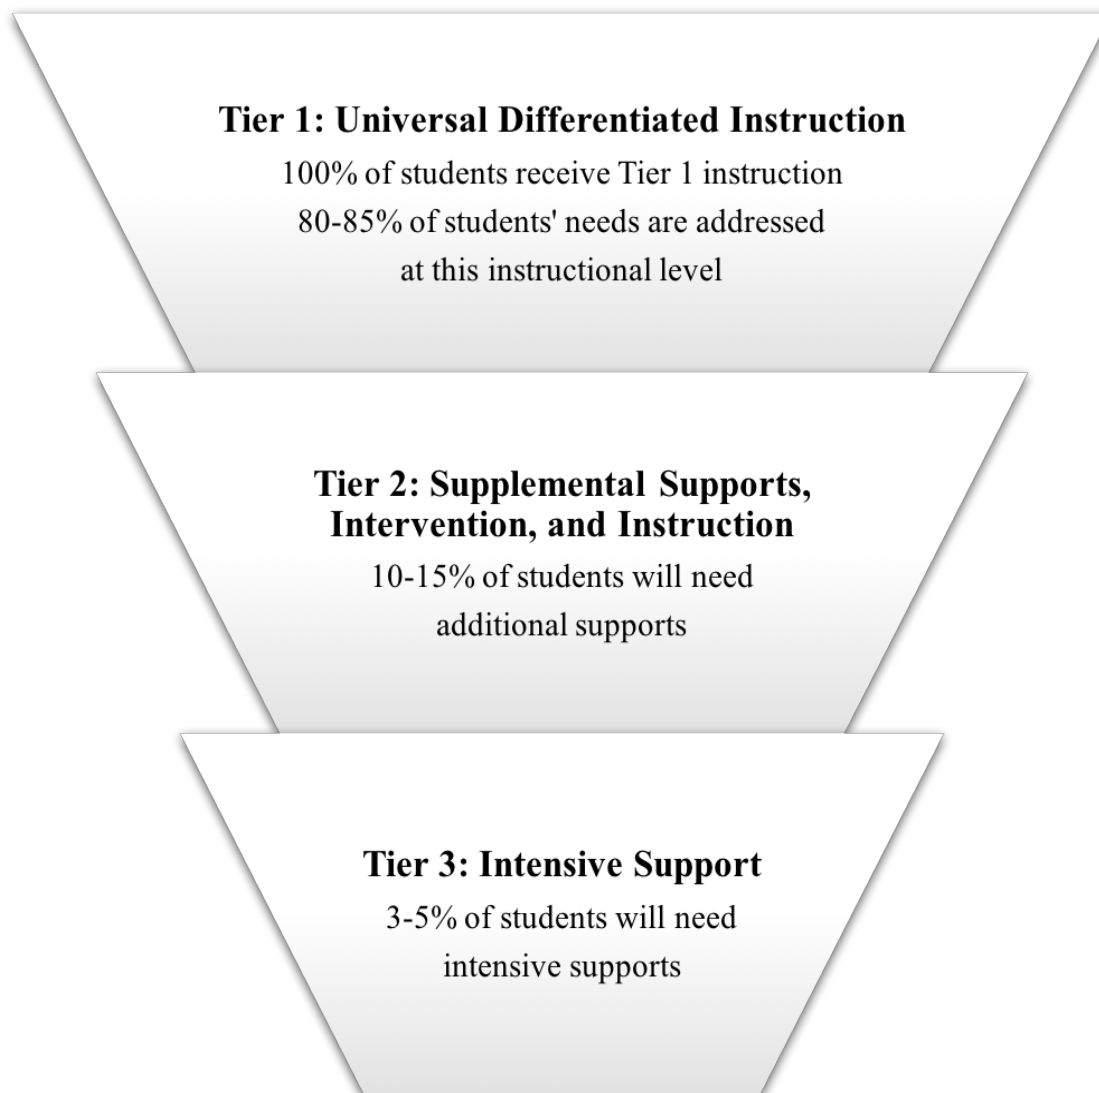 Tier 1: Universal Differentiated Instruction
100% of students receive Tier 1 instruction
80-85% of students' needs are addressed
at this instructional level
Tier 2: Supplemental Supports,
Intervention, and Instruction
10-15% of students will need
additional supports
Tier 3: Intensive Support
3-5% of students will need
intensive supports